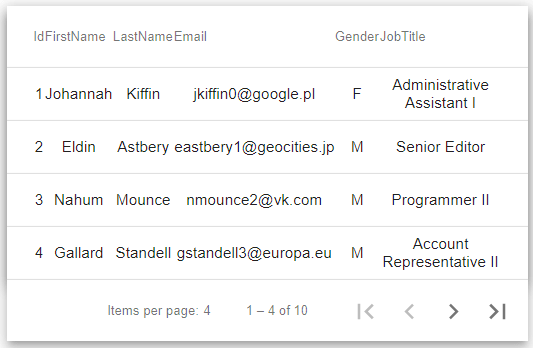 Id FirstName LastName Email Gender JobTitle
1 Johannah Kiffin jkiffin0@google.pl F Administrative
Assistant I
2 Eldin Astbery eastbery1@geocities.jp M Senior Editor
3 Nahum Mounce nmounce2@vk.com M Programmer II
4 Gallard Standell gstandell3@europa.eu M Account
Representative II
Items per page: 4 1 – 4 of 10